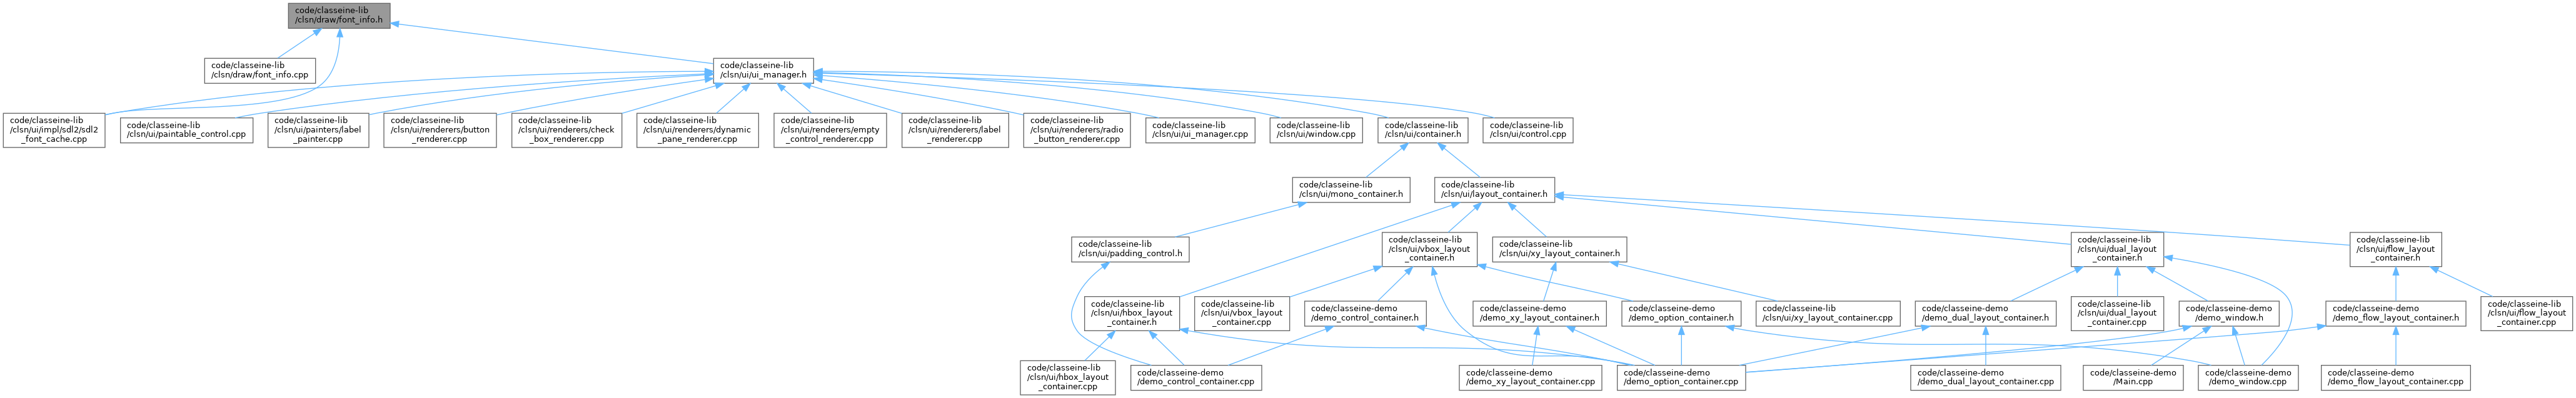 code/classeine-lib
/clsn/draw/font_info.h
code/classeine-lib
/clsn/draw/font_info.cpp
code/classeine-lib
/clsn/ui/ui_manager.h
code/classeine-lib
/clsn/ui/impl/sdl2/sdl2
_font_cache.cpp
code/classeine-lib
/clsn/ui/paintable_control.cpp
code/classeine-lib
/clsn/ui/painters/label
_painter.cpp
code/classeine-lib
/clsn/ui/renderers/button
_renderer.cpp
code/classeine-lib
/clsn/ui/renderers/check
_box_renderer.cpp
code/classeine-lib
/clsn/ui/renderers/dynamic
_pane_renderer.cpp
code/classeine-lib
/clsn/ui/renderers/empty
_control_renderer.cpp
code/classeine-lib
/clsn/ui/renderers/label
_renderer.cpp
code/classeine-lib
/clsn/ui/renderers/radio
_button_renderer.cpp
code/classeine-lib
/clsn/ui/ui_manager.cpp
code/classeine-lib
/clsn/ui/window.cpp
code/classeine-lib
/clsn/ui/container.h
code/classeine-lib
/clsn/ui/control.cpp
code/classeine-lib
/clsn/ui/mono_container.h
code/classeine-lib
/clsn/ui/layout_container.h
code/classeine-lib
/clsn/ui/padding_control.h
code/classeine-lib
/clsn/ui/vbox_layout
_container.h
code/classeine-lib
/clsn/ui/xy_layout_container.h
code/classeine-lib
/clsn/ui/dual_layout
_container.h
code/classeine-lib
/clsn/ui/flow_layout
_container.h
code/classeine-lib
/clsn/ui/hbox_layout
_container.h
code/classeine-lib
/clsn/ui/vbox_layout
_container.cpp
code/classeine-demo
/demo_control_container.h
code/classeine-demo
/demo_xy_layout_container.h
code/classeine-demo
/demo_option_container.h
code/classeine-lib
/clsn/ui/xy_layout_container.cpp
code/classeine-demo
/demo_dual_layout_container.h
code/classeine-lib
/clsn/ui/dual_layout
_container.cpp
code/classeine-demo
/demo_window.h
code/classeine-demo
/demo_flow_layout_container.h
code/classeine-lib
/clsn/ui/flow_layout
_container.cpp
code/classeine-lib
/clsn/ui/hbox_layout
_container.cpp
code/classeine-demo
/demo_control_container.cpp
code/classeine-demo
/demo_xy_layout_container.cpp
code/classeine-demo
/demo_option_container.cpp
code/classeine-demo
/demo_dual_layout_container.cpp
code/classeine-demo
/Main.cpp
code/classeine-demo
/demo_window.cpp
code/classeine-demo
/demo_flow_layout_container.cpp